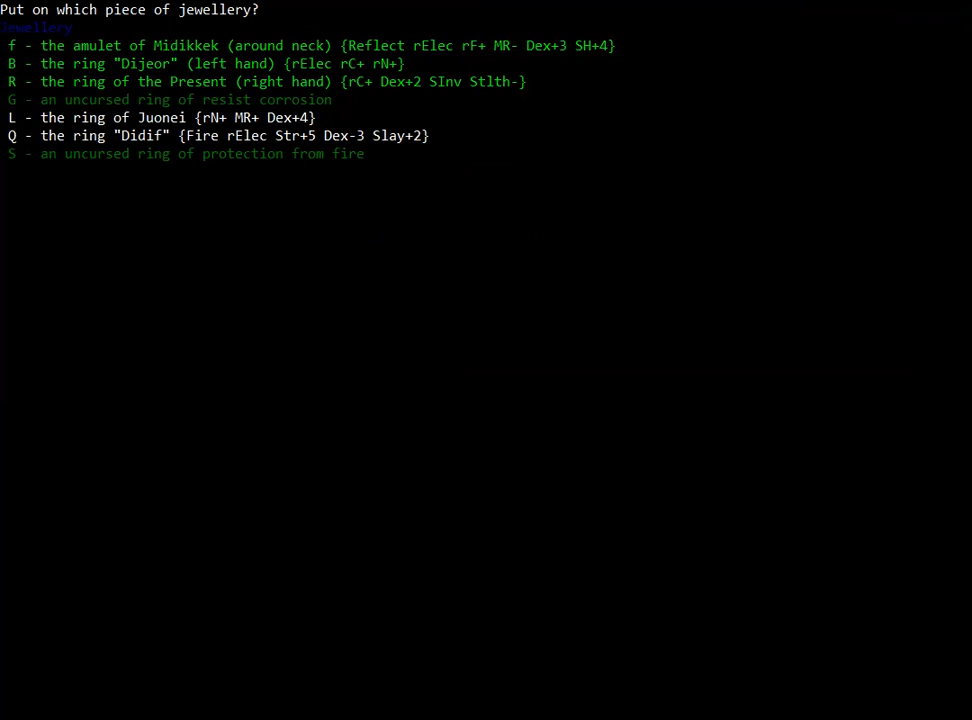 Put on which piece of jewellery?
Jewellery
f - the amulet of Midikkek (around neck) {Reflect rElec rF+ MR- Dex+3 SH+4}
B - the ring "Dijeor" (left hand) {rElec rC+ rN+}
R - the ring of the Present (right hand) {rC+ Dex+2 SInv Stlth-}
G - an uncursed ring of resist corrosion
L - the ring of Juonei {rN+ MR+ Dex+4}
Q - the ring "Didif" {Fire rElec Str+5 Dex-3 Slay+2}
S - an uncursed ring of protection from fire